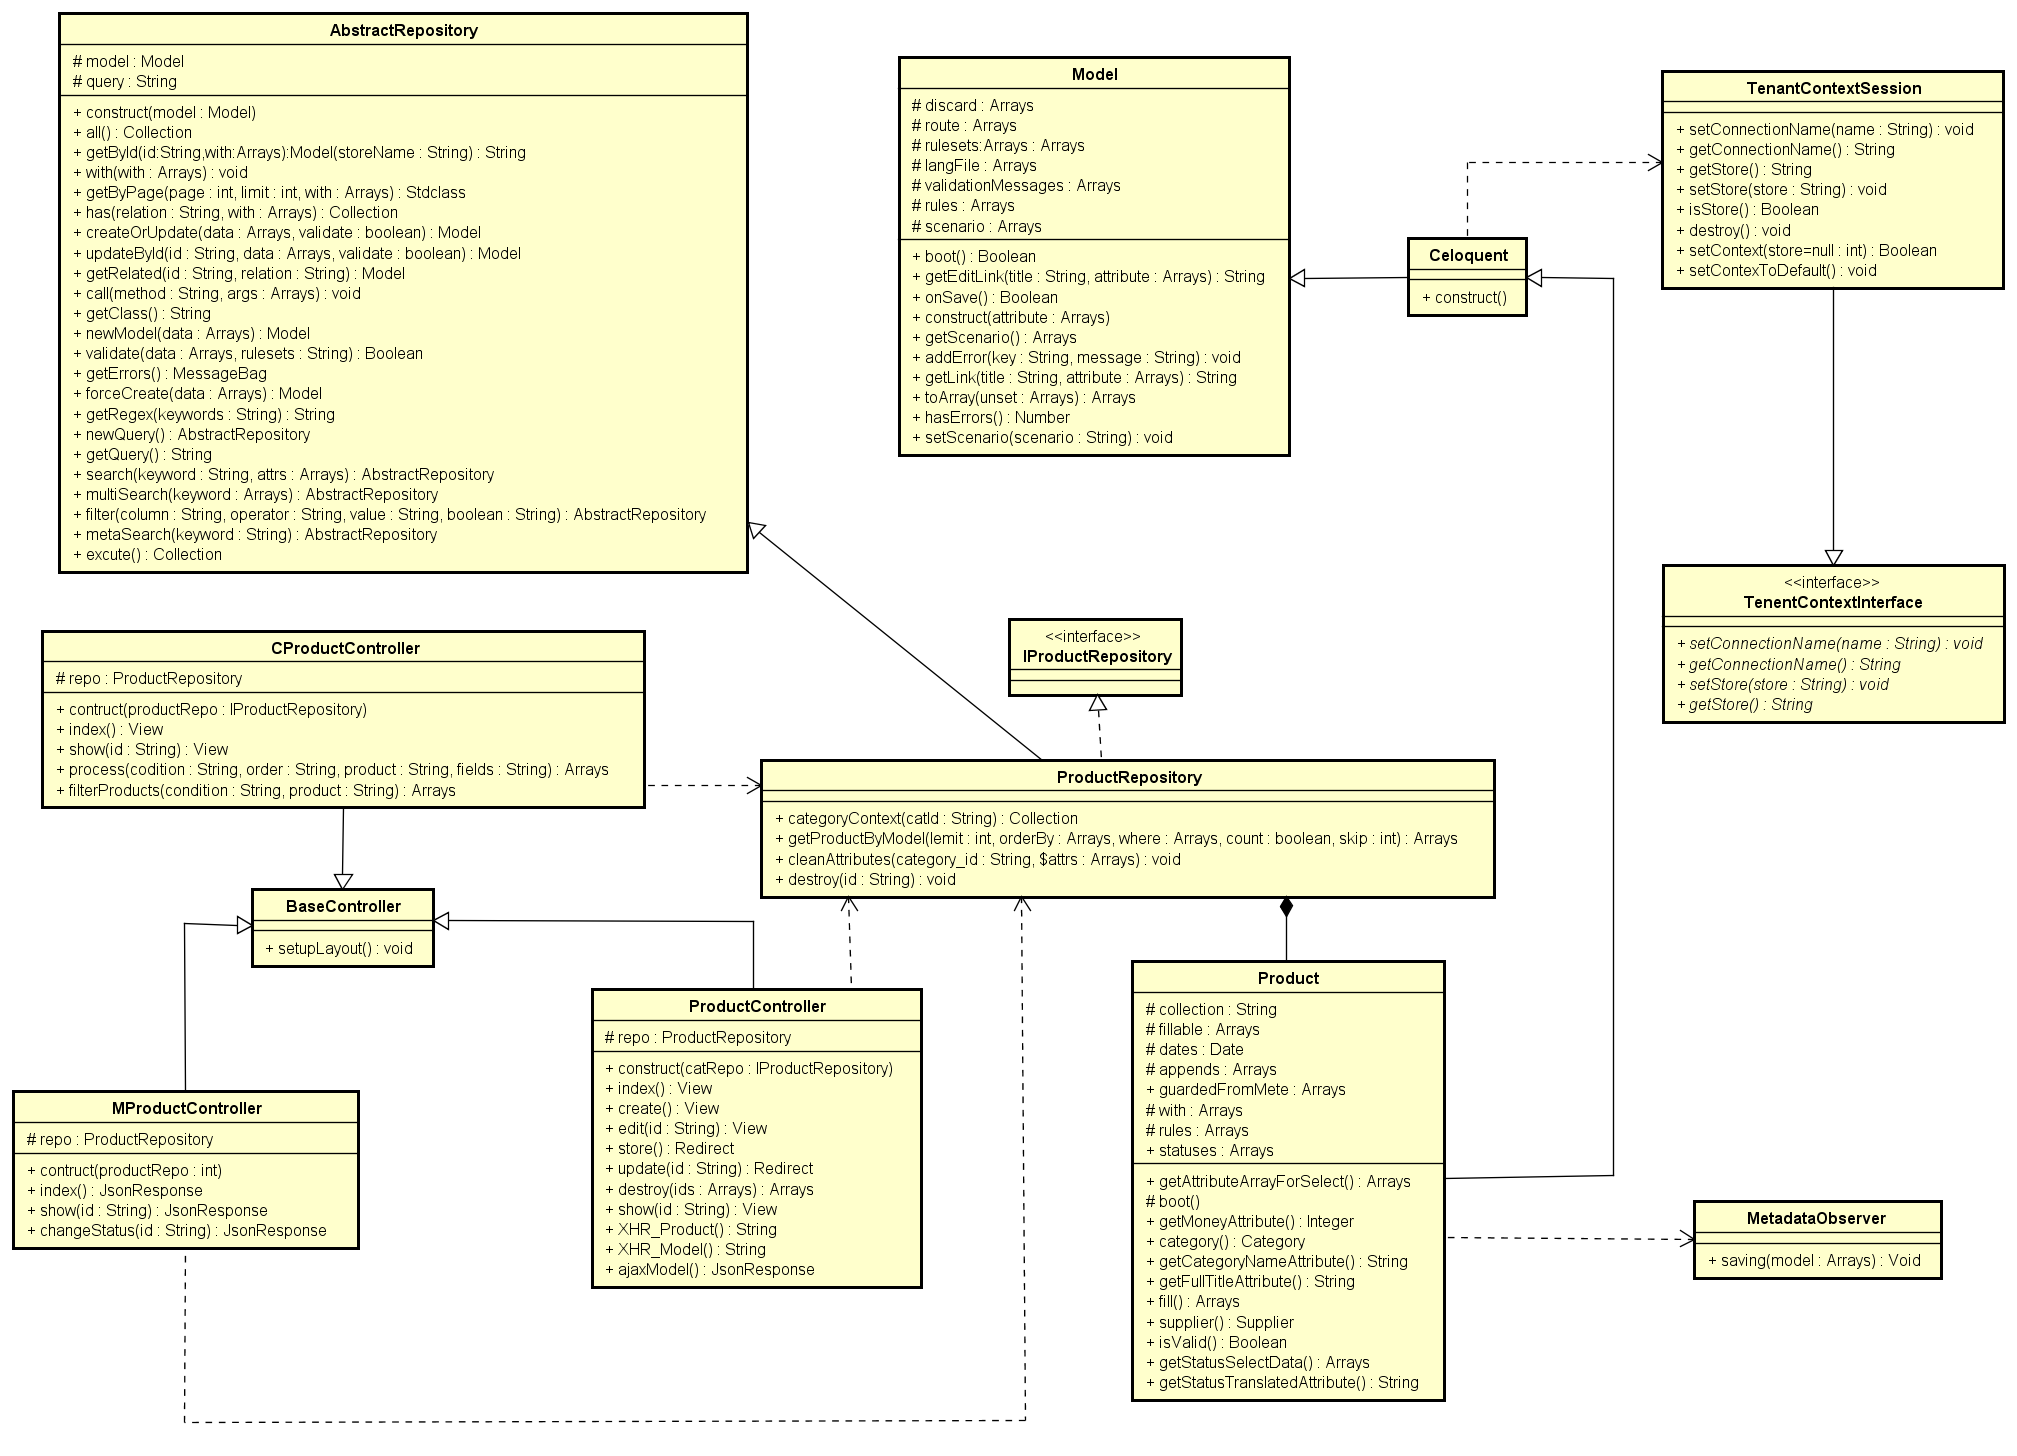 AbstractRepository
# model : Model
# query : String
+ construct(model : Model)
+ all() : Collection
+ getById(id:String,with:Arrays):Model(storeName : String) : String
+ with(with : Arrays) : void
+ getByPage(page : int, limit : int, with : Arrays) : Stdclass
+ has(relation : String, with : Arrays) : Collection
+ createOrUpdate(data : Arrays, validate : boolean) : Model
+ updateById(id : String, data : Arrays, validate : boolean) : Model
+ getRelated(id : String, relation : String) : Model
+ call(method : String, args : Arrays) : void
+ getClass() : String
+ newModel(data : Arrays) : Model
+ validate(data : Arrays, rulesets : String) : Boolean
+ getErrors() : MessageBag
+ forceCreate(data : Arrays) : Model
+ getRegex(keywords : String) : String
+ newQuery() : AbstractRepository
+ getQuery() : String
+ search(keyword : String, attrs : Arrays) : AbstractRepository
+ multiSearch(keyword : Arrays) : AbstractRepository
+ filter(column : String, operator : String, value : String, boolean : String) : AbstractRepository
+ metaSearch(keyword : String) : AbstractRepository
+ excute() : Collection
Model
# discard : Arrays
# route : Arrays
# rulesets:Arrays : Arrays
# langFile : Arrays
# validationMessages : Arrays
# rules : Arrays
# scenario : Arrays
+ boot() : Boolean
+ getEditLink(title : String, attribute : Arrays) : String
+ onSave() : Boolean
+ construct(attribute : Arrays)
+ getScenario() : Arrays
+ addError(key : String, message : String) : void
+ getLink(title : String, attribute : Arrays) : String
+ toArray(unset : Arrays) : Arrays
+ hasErrors() : Number
+ setScenario(scenario : String) : void
Celoquent
+ construct()
TenantContextSession
+ setConnectionName(name : String) : void
+ getConnectionName() : String
+ getStore() : String
+ setStore(store : String) : void
+ isStore() : Boolean
+ destroy() : void
+ setContext(store=null : int) : Boolean
+ setContexToDefault() : void
<<interface>>
TenentContextInterface
+ setConnectionName(name : String) : void
+ getConnectionName() : String
+ setStore(store : String) : void
+ getStore() : String
CProductController
# repo : ProductRepository
+ contruct(productRepo : IProductRepository)
+ index() : View
+ show(id : String) : View
+ process(codition : String, order : String, product : String, fields : String) : Arrays
+ filterProducts(condition : String, product : String) : Arrays
<<interface>>
IProductRepository
ProductRepository
+ categoryContext(catId : String) : Collection
+ getProductByModel(lemit : int, orderBy : Arrays, where : Arrays, count : boolean, skip : int) : Arrays
+ cleanAttributes(category_id : String, $attrs : Arrays) : void
+ destroy(id : String) : void
BaseController
+ setupLayout() : void
ProductController
# repo : ProductRepository
+ construct(catRepo : IProductRepository)
+ index() : View
+ create() : View
+ edit(id : String) : View
+ store() : Redirect
+ update(id : String) : Redirect
+ destroy(ids : Arrays) : Arrays
+ show(id : String) : View
+ XHR_Product() : String
+ XHR_Model() : String
+ ajaxModel() : JsonResponse
MProductController
# repo : ProductRepository
+ contruct(productRepo : int)
+ index() : JsonResponse
+ show(id : String) : JsonResponse
+ changeStatus(id : String) : JsonResponse
Product
# collection : String
# fillable : Arrays
# dates : Date
# appends : Arrays
+ guardedFromMete : Arrays
# with : Arrays
# rules : Arrays
+ statuses : Arrays
+ getAttributeArrayForSelect() : Arrays
# boot()
+ getMoneyAttribute() : Integer
+ category() : Category
+ getCategoryNameAttribute() : String
+ getFullTitleAttribute() : String
+ fill() : Arrays
+ supplier() : Supplier
+ isValid() : Boolean
+ getStatusSelectData() : Arrays
+ getStatusTranslatedAttribute() : String
MetadataObserver
+ saving(model : Arrays) : Void